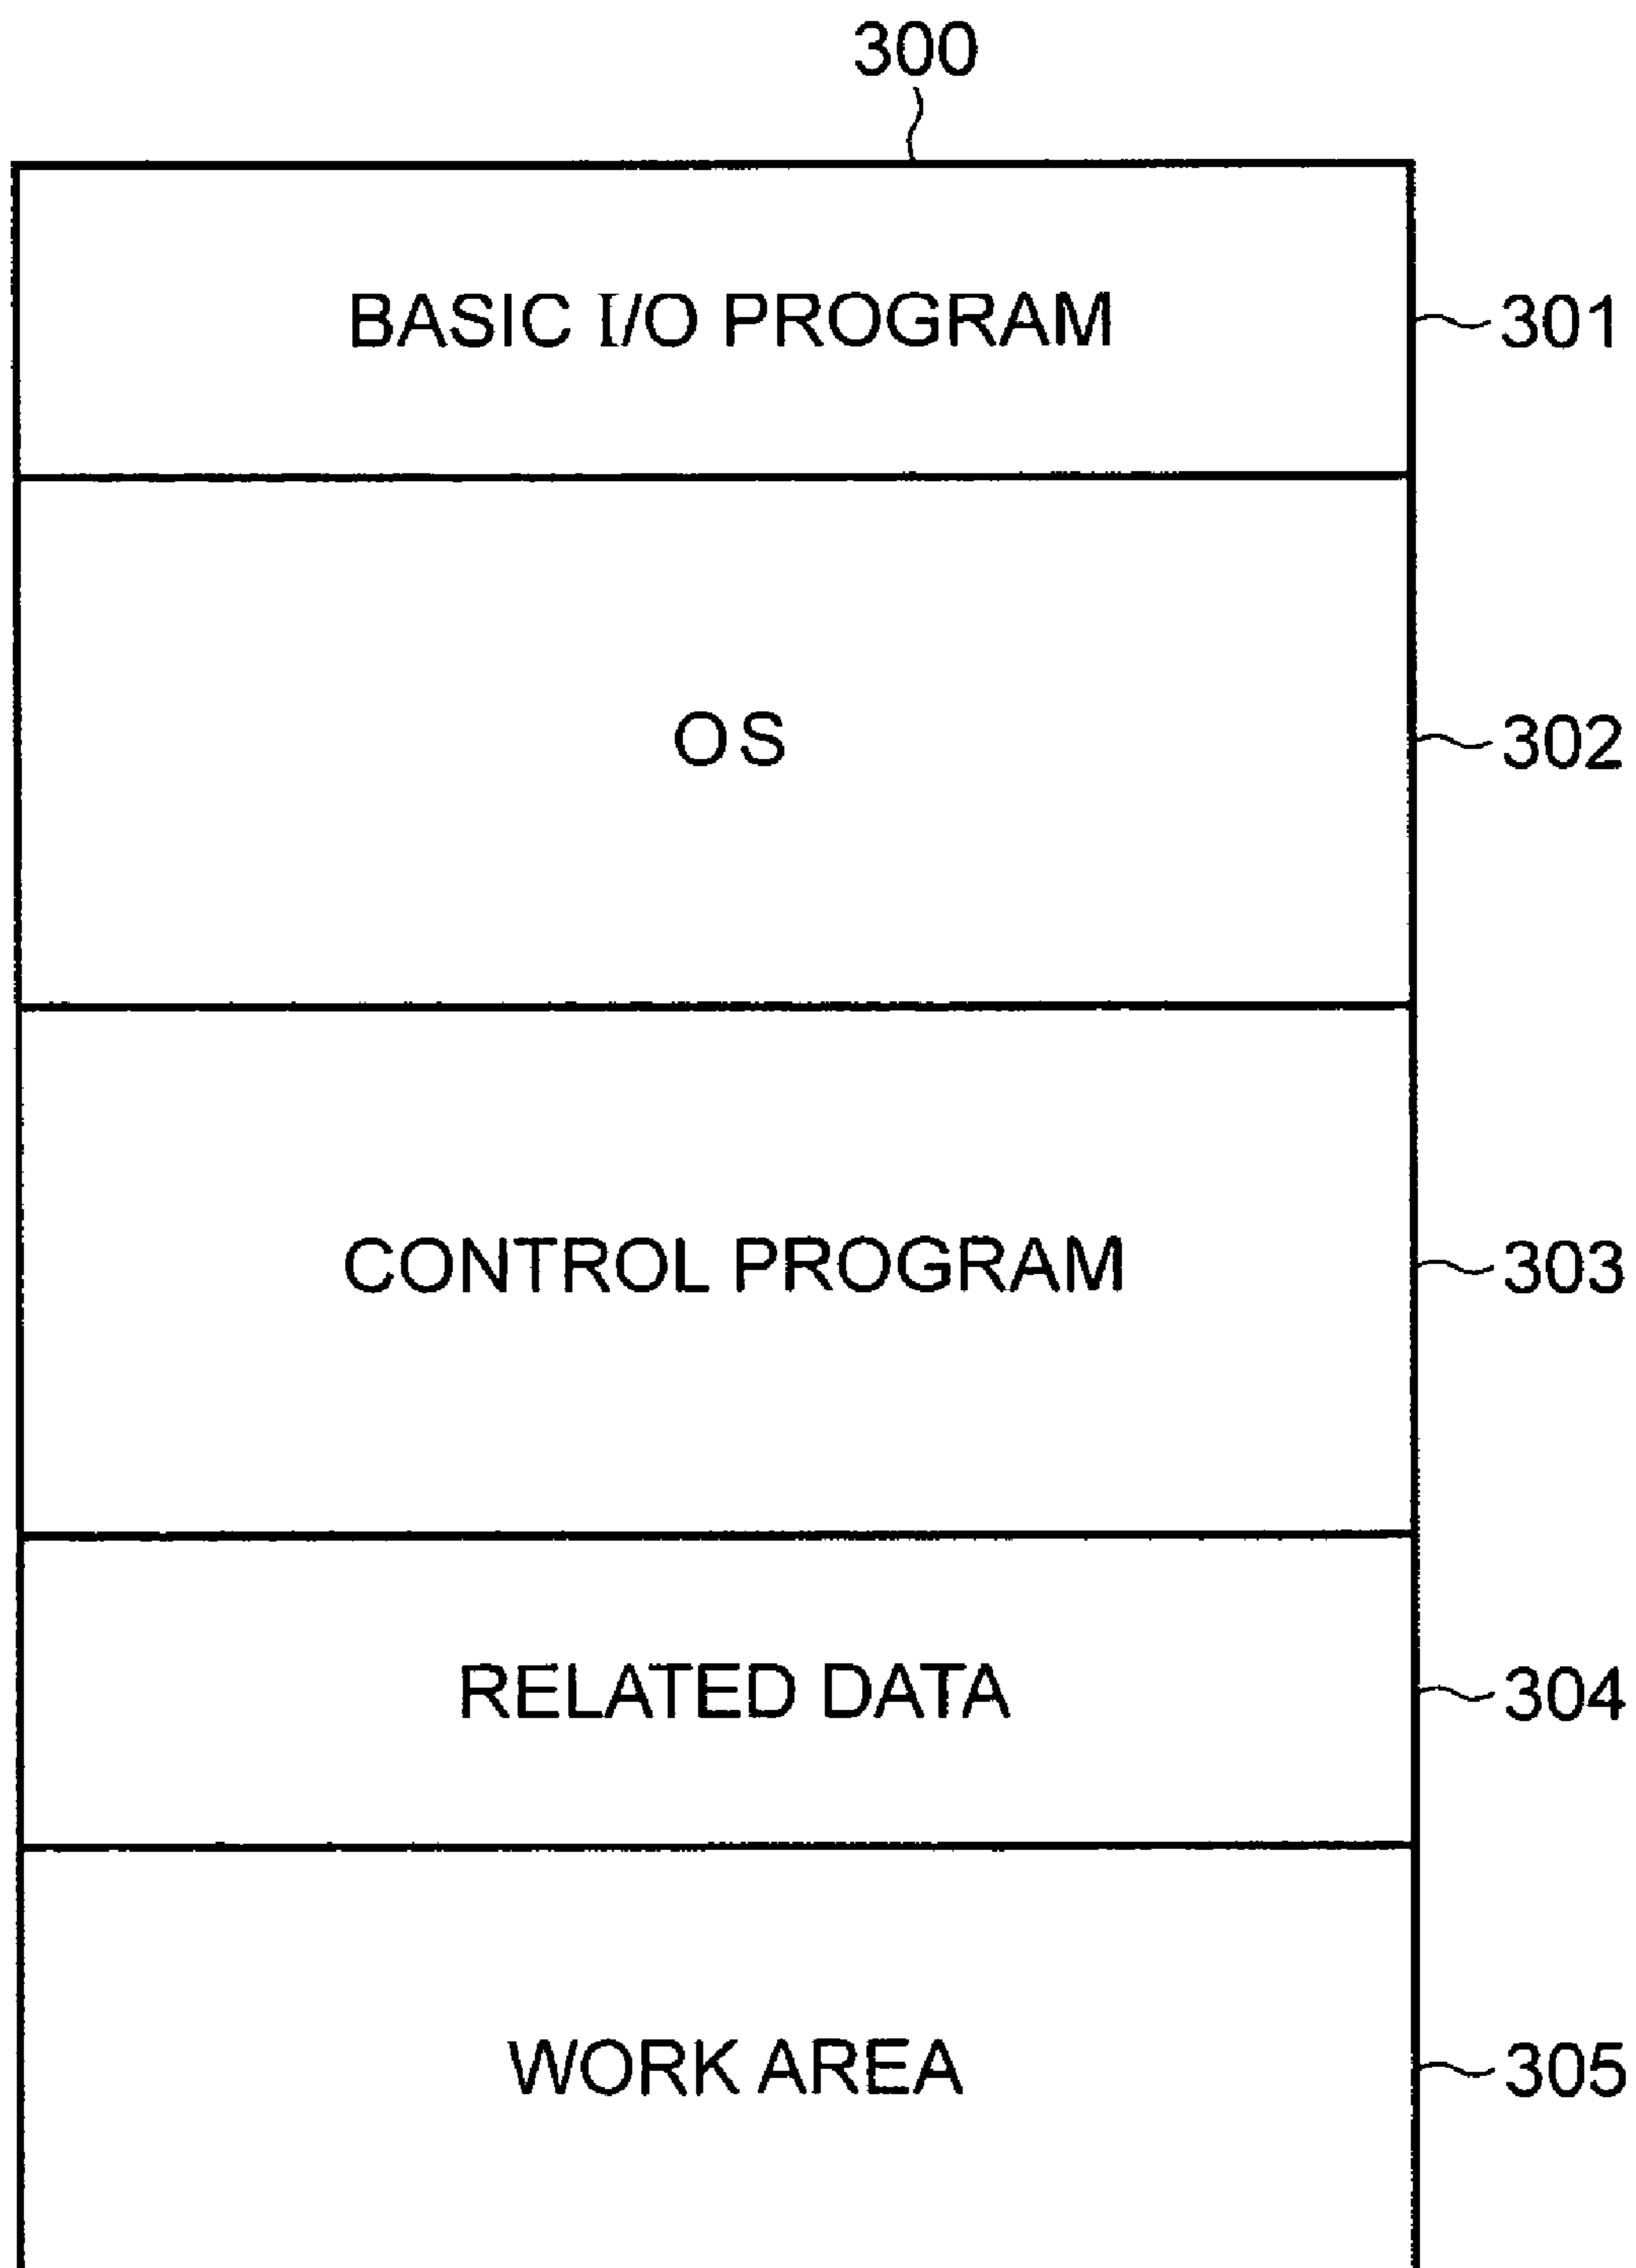 300
BASIC I/O PROGRAM
301
OS
302
CONTROL PROGRAM
303
RELATED DATA
304
WORK AREA
305